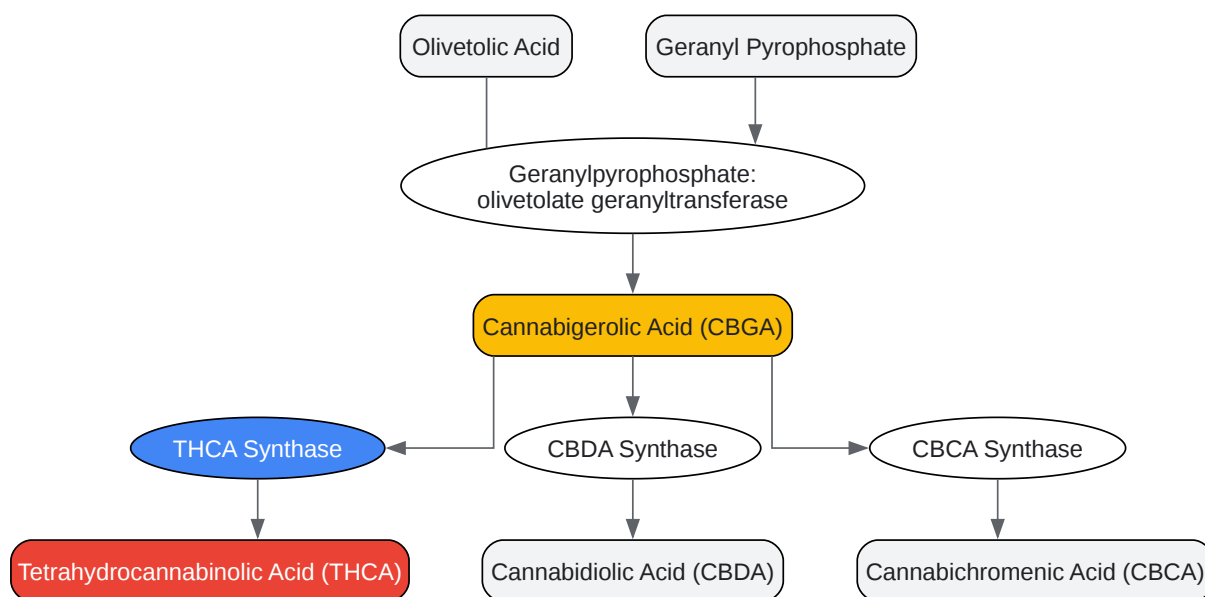 Olivetolic Acid
Geranyl Pyrophosphate
Geranylpyrophosphate:
olivetolate geranyltransferase
Cannabigerolic Acid (CBGA)
THCA Synthase
CBDA Synthase
CBCA Synthase
Tetrahydrocannabinolic Acid (THCA)
Cannabidiolic Acid (CBDA)
Cannabichromenic Acid (CBCA)